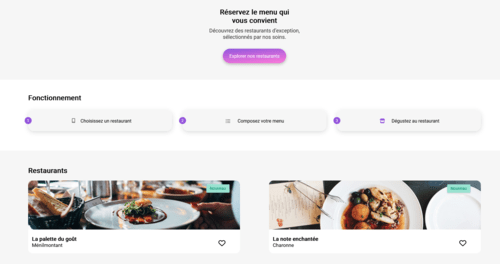 Réservez le menu qui
vous convient
Découvrez des restaurants d'exception,
sélectionnés par nos soins.
Explorer nos restaurants
Fonctionnement
1 Choisissez un restaurant
2 Composez votre menu
3 Dégustez au restaurant
Restaurants
Nouveau
Nouveau
La palette du goût
Ménilmontant
La note enchantée
Charonne